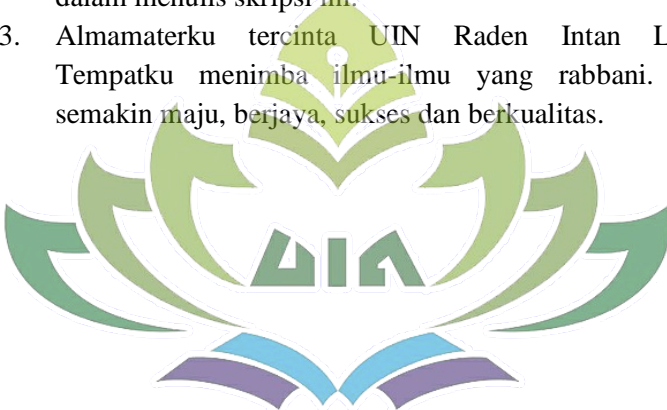 dalam menulis skripsi ini.
3. Almamaterku tercinta UIN Raden Intan L
Tempatku menimba ilmu-ilmu yang rabbani.
semakin maju, berjaya, sukses dan berkualitas.
UIN